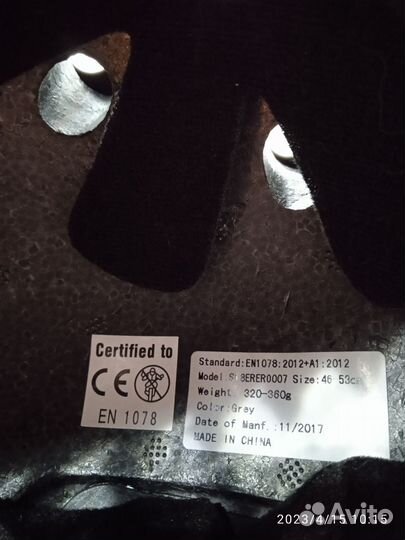 Certified to
CE
EN 1078
Standard:EN1078:2012+A1:2012
Size:46-53cm
Weight: 320-360g
Color:Grey
Date of Manf.:11/2017
MADE IN CHINA
2023/4/15 10:15
Avito